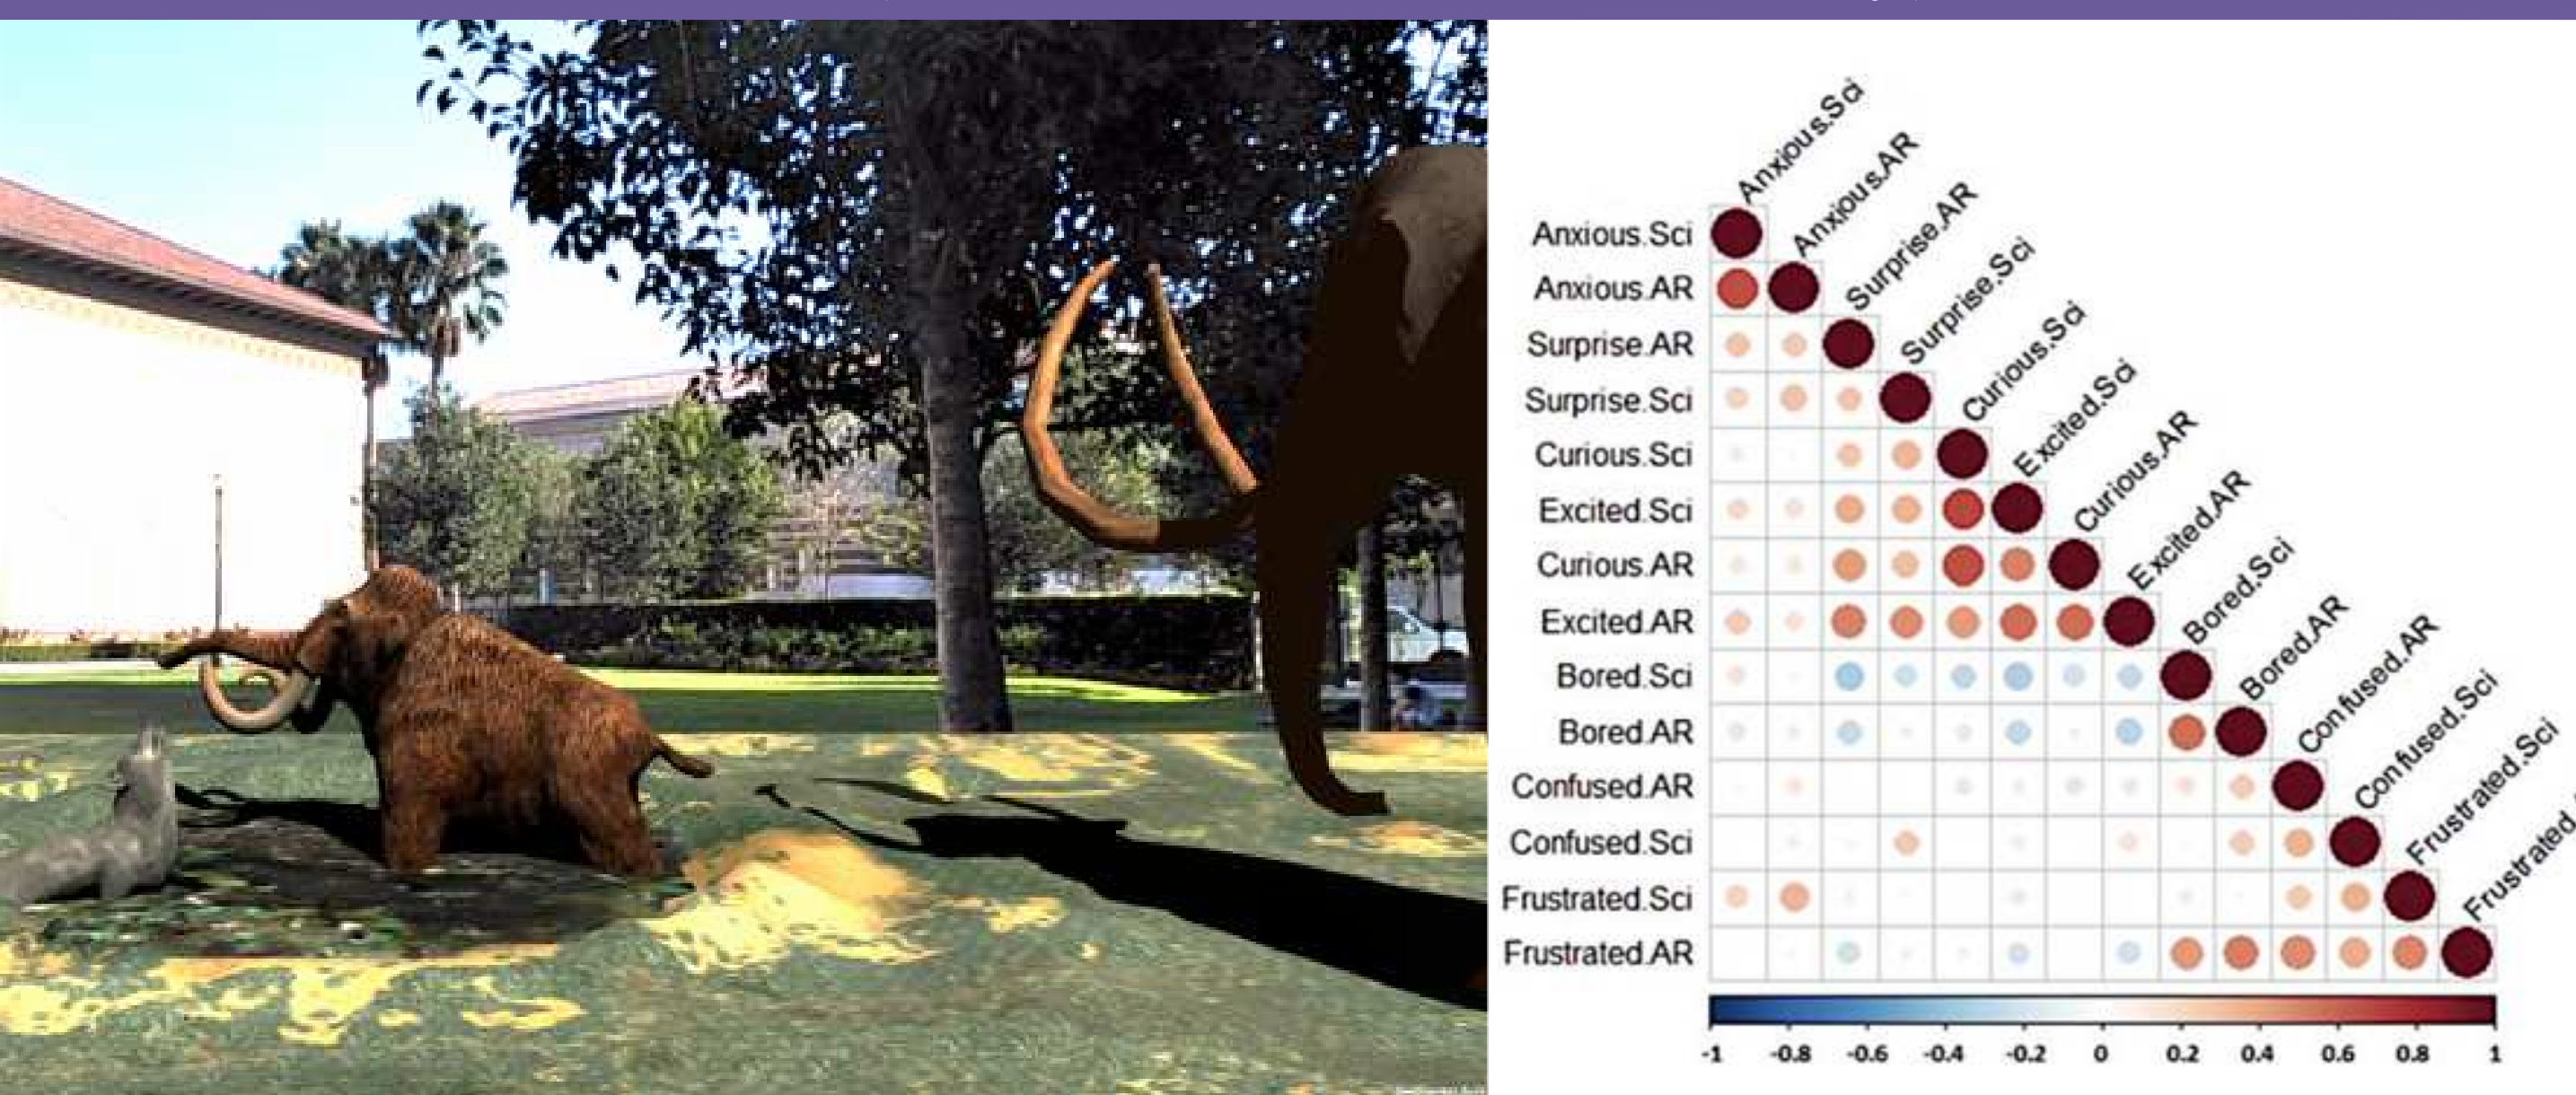 Anxious.Sci
Anxious.AR
Surprise.AR
Surprise.Sci
Curious.Sci
Excited.Sci
Curious.AR
Excited.AR
Bored.Sci
Bored.AR
Confused.AR
Confused.Sci
Frustrated.Sci
Frustrated.
Anxious.Sci
Anxious.AR
Surprise.AR
Surprise.Sci
Curious.Sci
Excited.Sci
Curious.AR
Excited.AR
Bored.Sci
Bored.AR
Confused.AR
Confused.Sci
Frustrated.Sci
Frustrated.AR
-1 -0.8 -0.6 -0.4 -0.2 0 0.2 0.4 0.6 0.8 1